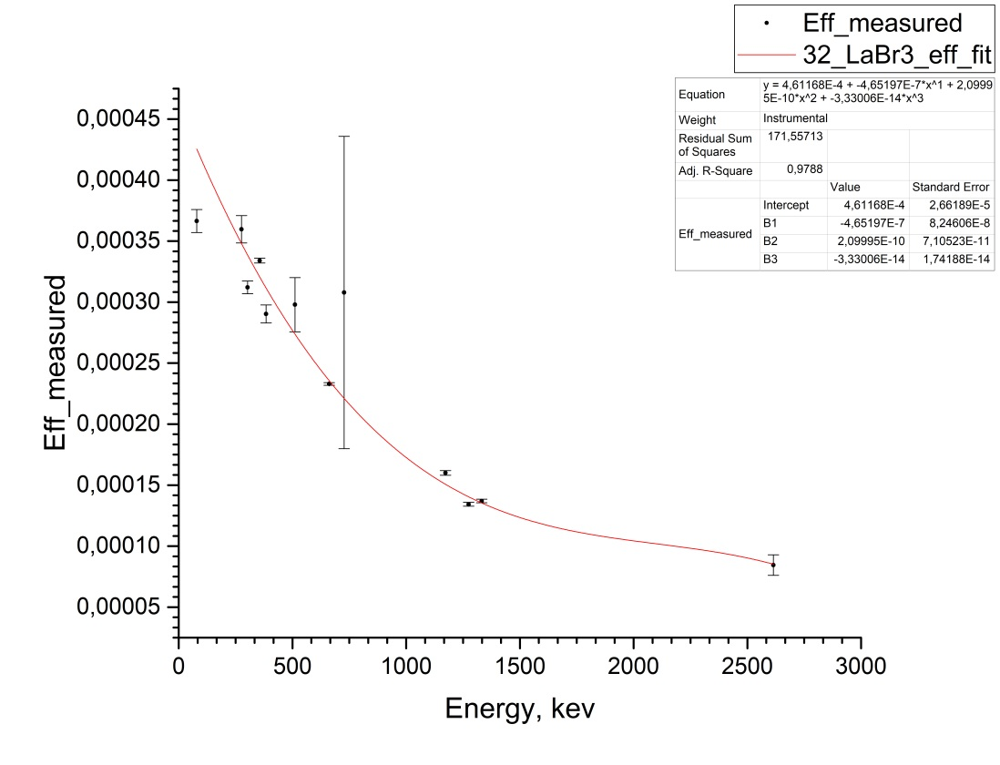 Eff_measured
32_LaBr3_eff_fit
Equation
y = 4,61168E-4 + -4,65197E-7*x^1 + 2,0999
5E-10*x^2 + -3,33006E-14*x^3
Weight
Instrumental
Residual Sum
of Squares
171,55713
Adj. R-Square
0,9788
Value
Standard Error
Eff_measured
Intercept
4,61168E-4
2,66189E-5
B1
-4,65197E-7
8,24606E-8
B2
2,09995E-10
7,10523E-11
B3
-3,33006E-14
1,74188E-14
Eff_measured
0,00045
0,00040
0,00035
0,00030
0,00025
0,00020
0,00015
0,00010
0,00005
0
500
1000
1500
2000
2500
3000
Energy, kev